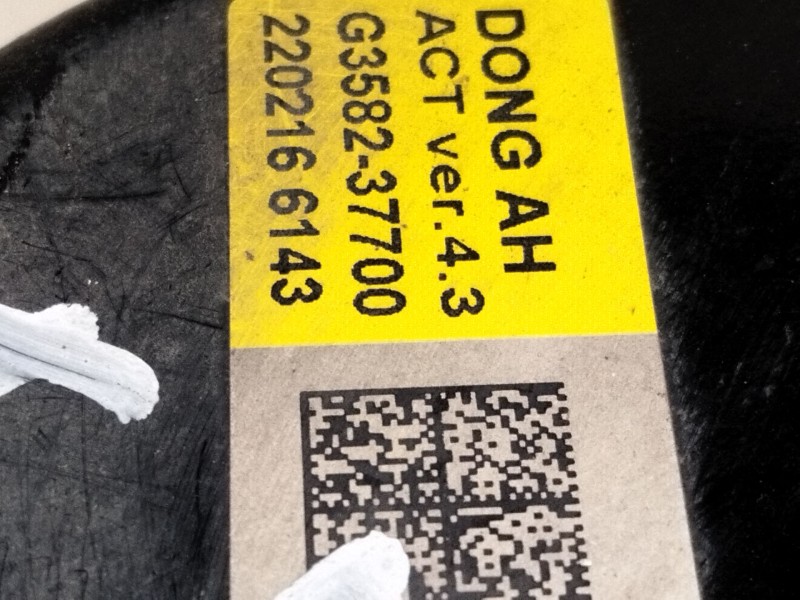 DONG AH
ACT ver.4.3
G3582-37700
220216 6143